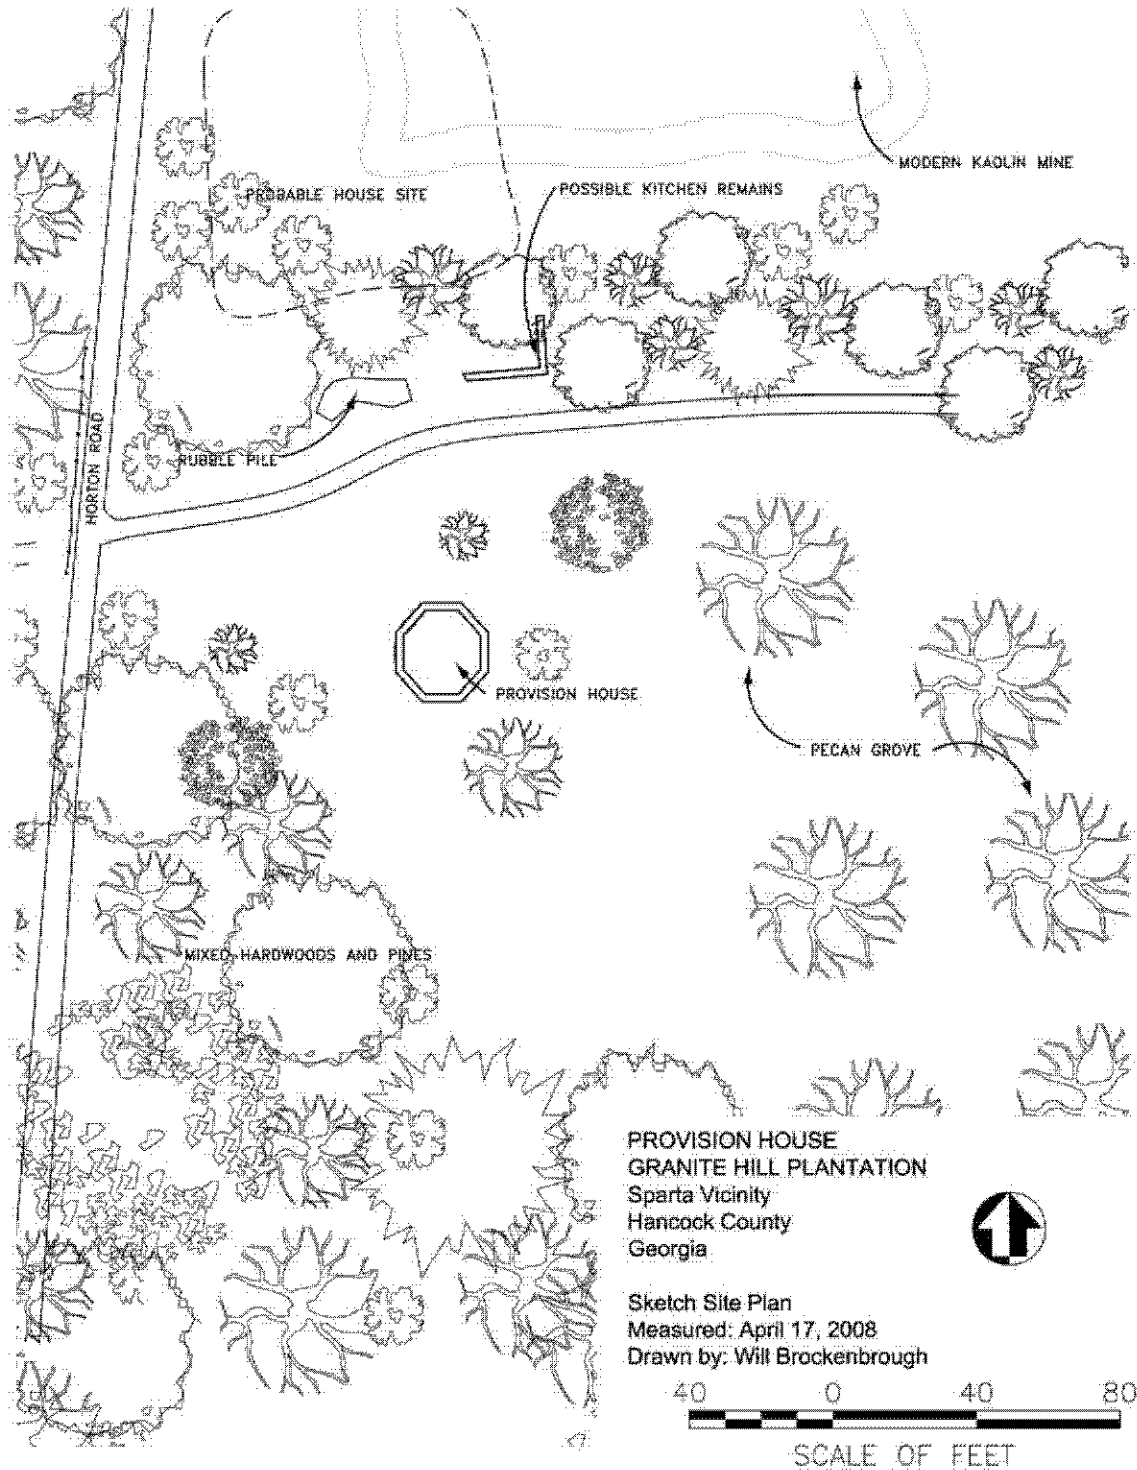 MODERN KAOLIN MINE
PROBABLE HOUSE SITE
POSSIBLE KITCHEN REMAINS
HORTON ROAD
RUBBLE PILE
PROVISION HOUSE
PECAN GROVE
MIXED HARDWOODS AND PINES
PROVISION HOUSE
GRANITE HILL PLANTATION
Sparta Vicinity
Hancock County
Georgia
Sketch Site Plan
Measured: April 17, 2008
Drawn by: Will Brockenbrough
40 0 40 80
SCALE OF FEET